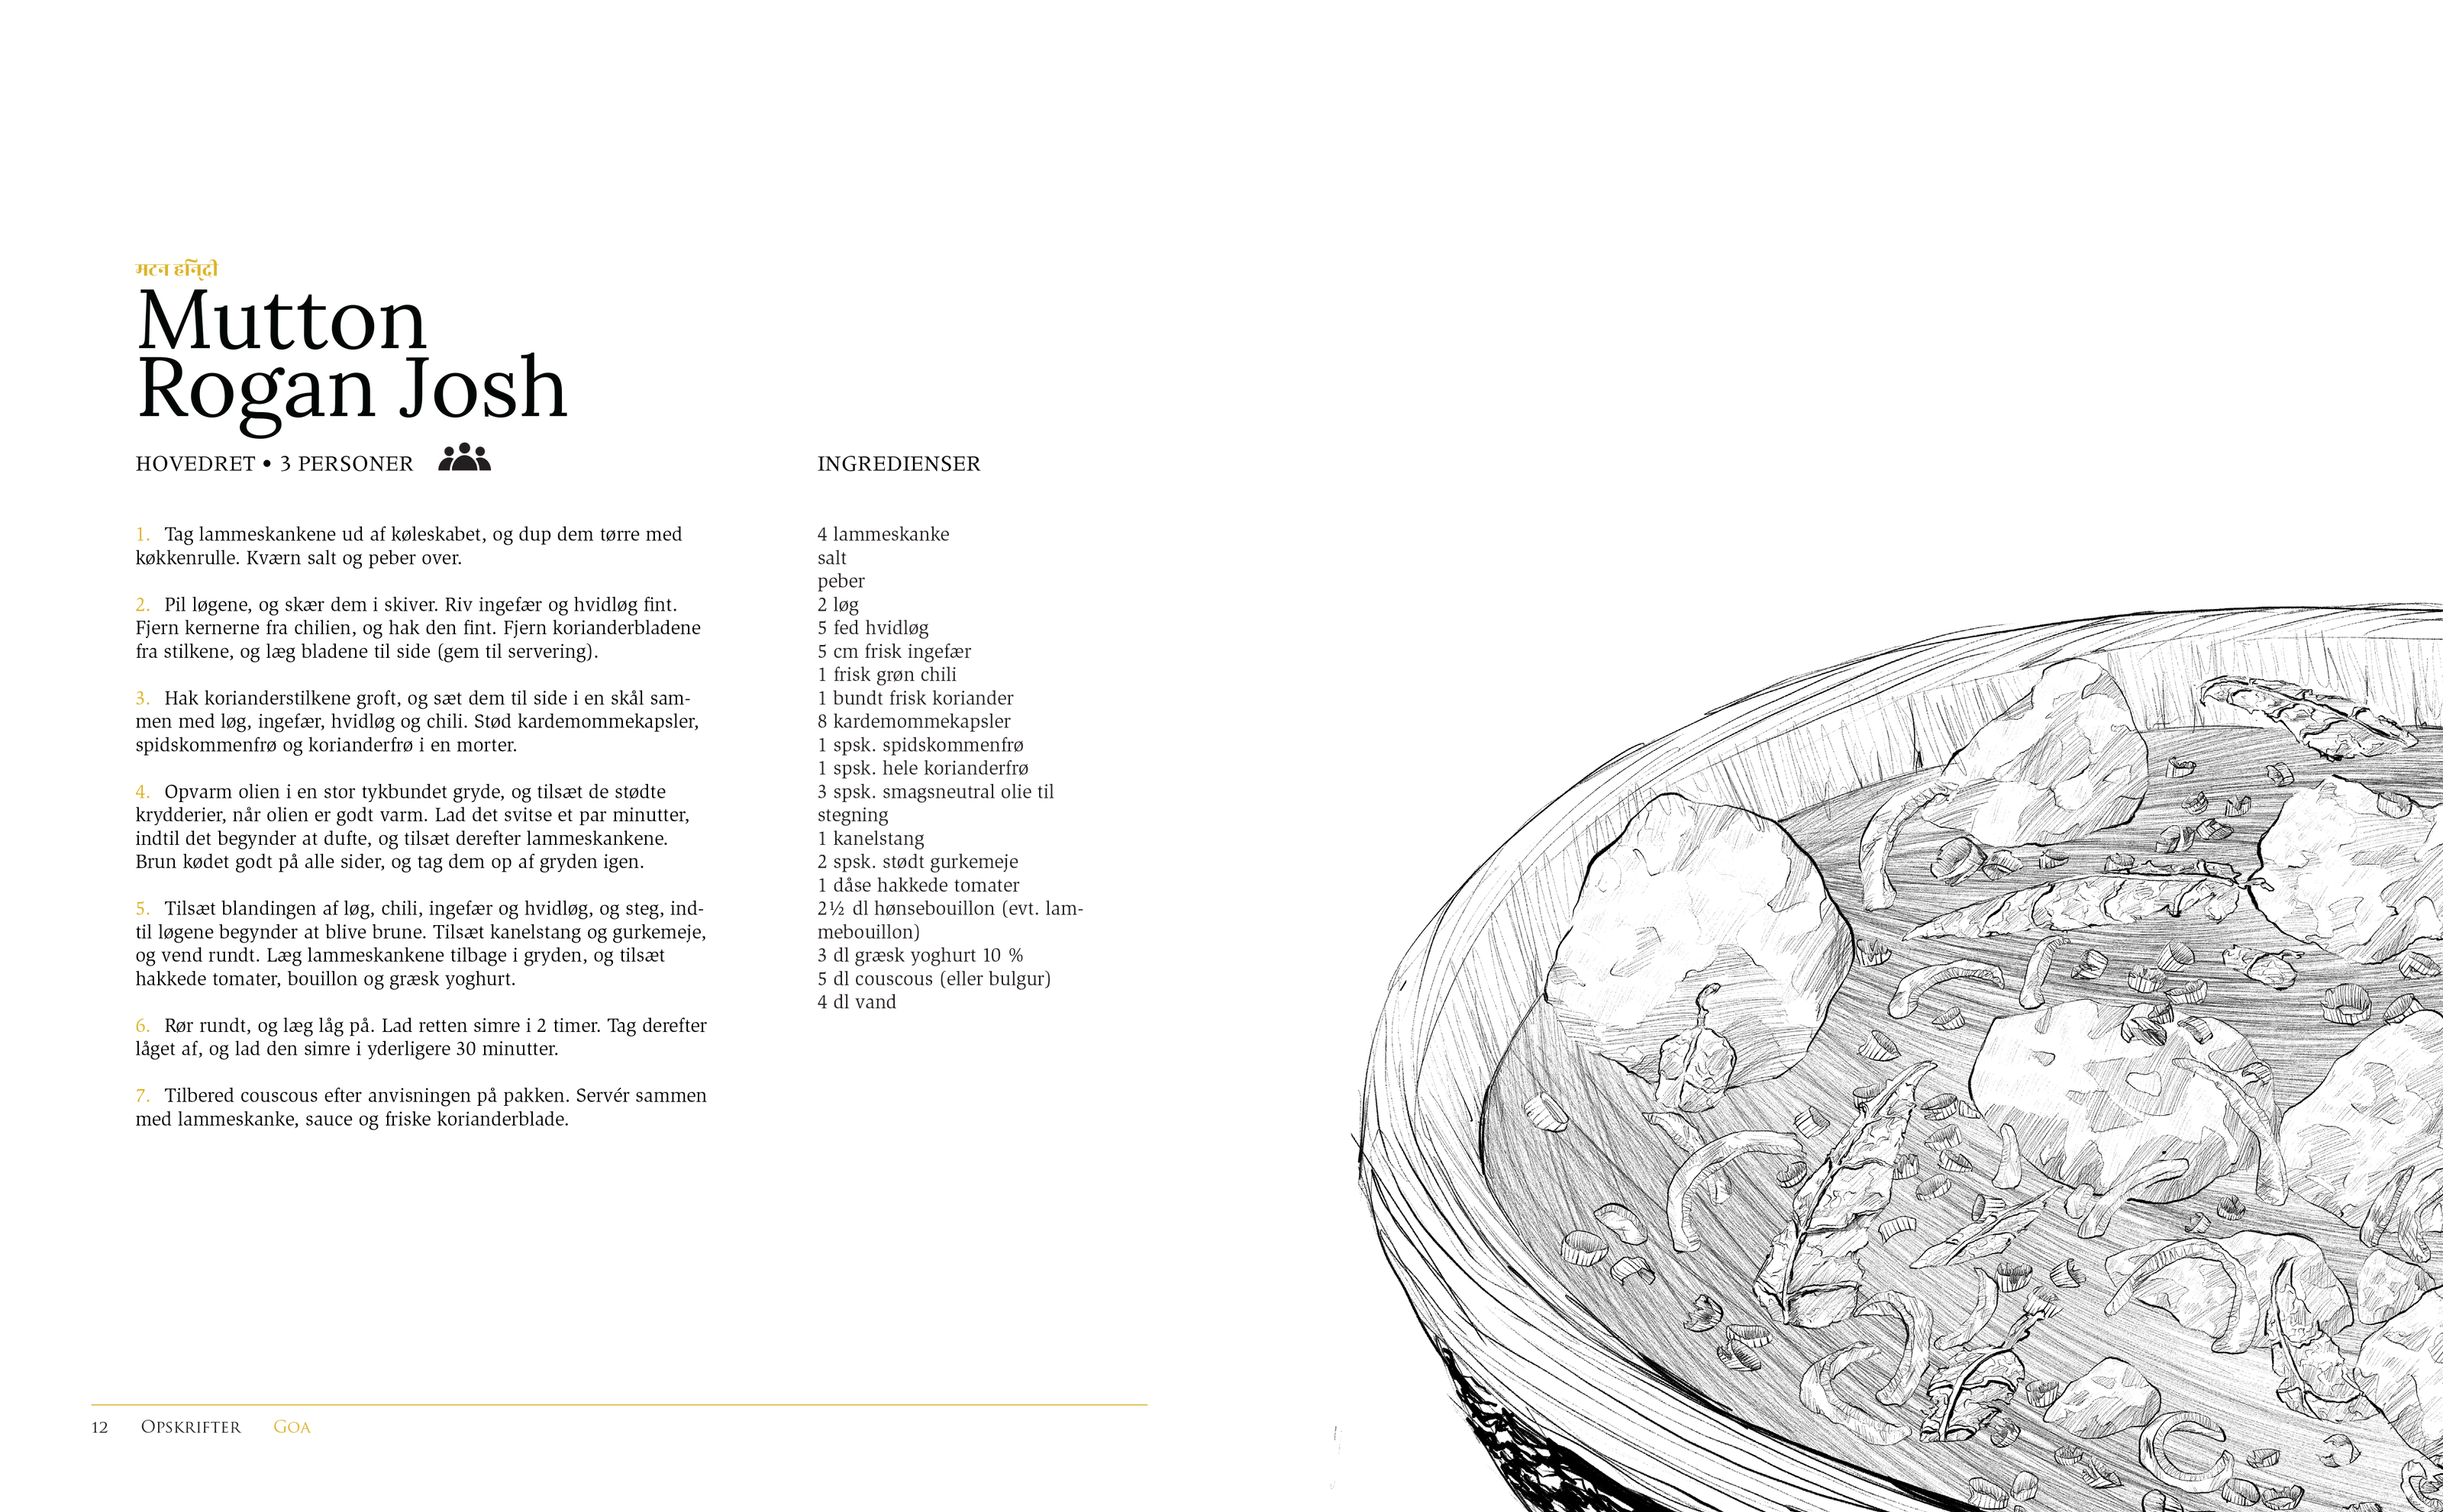 मटन हनि्दी
Mutton
Rogan Josh
HOVEDRET • 3 PERSONER
1. Tag lammeskankene ud af køleskabet, og dup dem tørre med
køkkenrulle. Kværn salt og peber over.
2. Pil løgene, og skær dem i skiver. Riv ingefær og hvidløg fint.
Fjern kernerne fra chilien, og hak den fint. Fjern korianderbladene
fra stilkene, og læg bladene til side (gem til servering).
3. Hak korianderstilkene groft, og sæt dem til side i en skål sam-
men med løg, ingefær, hvidløg og chili. Stød kardemommekapsler,
spidskommenfrø og korianderfrø i en morter.
4. Opvarm olien i en stor tykbundet gryde, og tilsæt de stødte
krydderier, når olien er godt varm. Lad det svitse et par minutter,
indtil det begynder at dufte, og tilsæt derefter lammeskankene.
Brun kødet godt på alle sider, og tag dem op af gryden igen.
5. Tilsæt blandingen af løg, chili, ingefær og hvidløg, og steg, ind-
til løgene begynder at blive brune. Tilsæt kanelstang og gurkemeje,
og vend rundt. Læg lammeskankene tilbage i gryden, og tilsæt
hakkede tomater, bouillon og græsk yoghurt.
6. Rør rundt, og læg låg på. Lad retten simre i 2 timer. Tag derefter
låget af, og lad den simre i yderligere 30 minutter.
7. Tilbered couscous efter anvisningen på pakken. Servér sammen
med lammeskanke, sauce og friske korianderblade.
INGREDIENSER
4 lammeskanke
salt
peber
2 løg
5 fed hvidløg
5 cm frisk ingefær
1 frisk grøn chili
1 bundt frisk koriander
8 kardemommekapsler
1 spsk. spidskommenfrø
1 spsk. hele korianderfrø
3 spsk. smagsneutral olie til
stegning
1 kanelstang
2 spsk. stødt gurkemeje
1 dåse hakkede tomater
2½ dl hønsebouillon (evt. lam-
mebouillon)
3 dl græsk yoghurt 10 %
5 dl couscous (eller bulgur)
4 dl vand
12 Opskrifter Goa